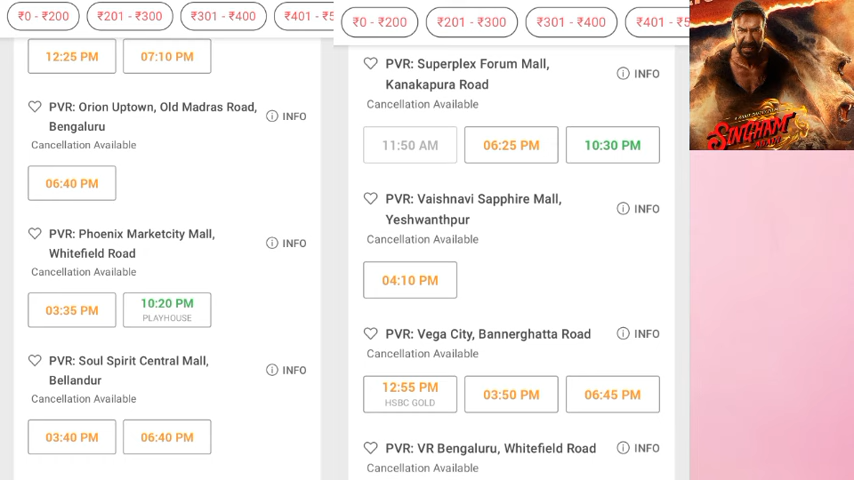 ₹0 - ₹200
₹201 - ₹300
₹301 - ₹400
₹401 - ₹5
12:25 PM
07:10 PM
PVR: Orion Uptown, Old Madras Road,
Bengaluru
INFO
Cancellation Available
06:40 PM
PVR: Phoenix Marketcity Mall,
Whitefield Road
INFO
Cancellation Available
03:35 PM
10:20 PM
PLAYHOUSE
PVR: Soul Spirit Central Mall,
Bellandur
INFO
Cancellation Available
03:40 PM
06:40 PM
₹0 - ₹200
₹201 - ₹300
₹301 - ₹400
₹401 - ₹5
PVR: Superplex Forum Mall,
Kanakapura Road
INFO
Cancellation Available
11:50 AM
06:25 PM
10:30 PM
PVR: Vaishnavi Sapphire Mall,
Yeshwanthpur
INFO
Cancellation Available
04:10 PM
PVR: Vega City, Bannerghatta Road
INFO
Cancellation Available
12:55 PM
HSBC GOLD
03:50 PM
06:45 PM
PVR: VR Bengaluru, Whitefield Road
INFO
Cancellation Available
SINGHAM